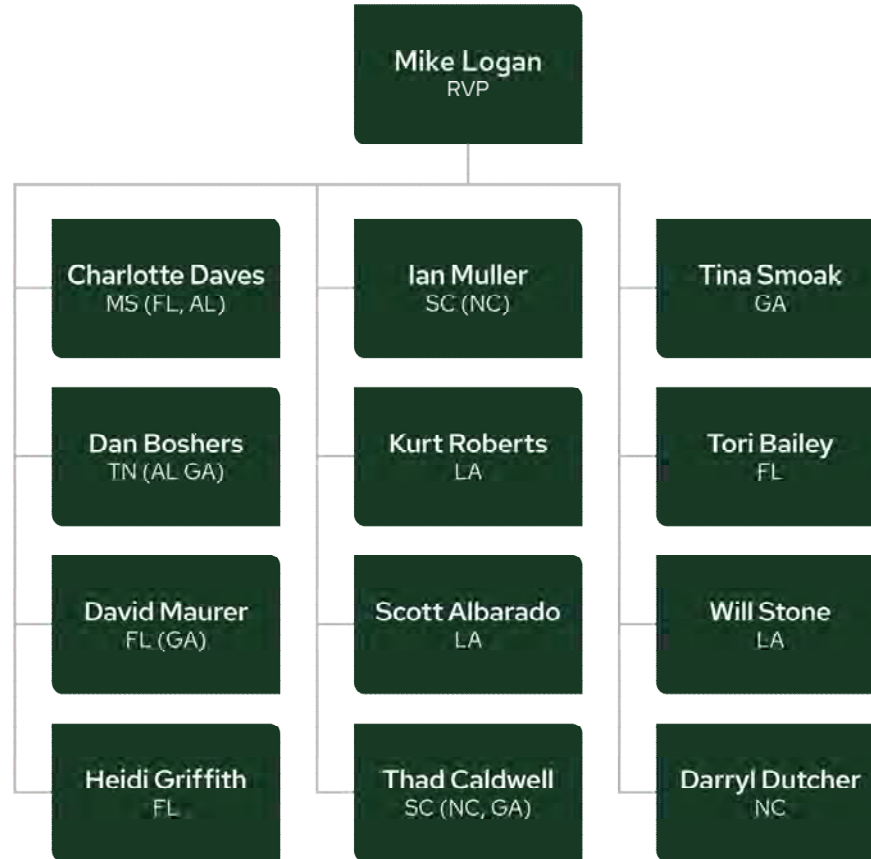 Mike Logan
RVP
Charlotte Daves
MS (FL, AL)
Ian Muller
SC (NC)
Tina Smoak
GA
Dan Boshers
TN (AL GA)
Kurt Roberts
LA
Tori Bailey
FL
David Maurer
FL (GA)
Scott Albarado
LA
Will Stone
LA
Heidi Griffith
FL
Thad Caldwell
SC (NC, GA)
Darryl Dutcher
NC